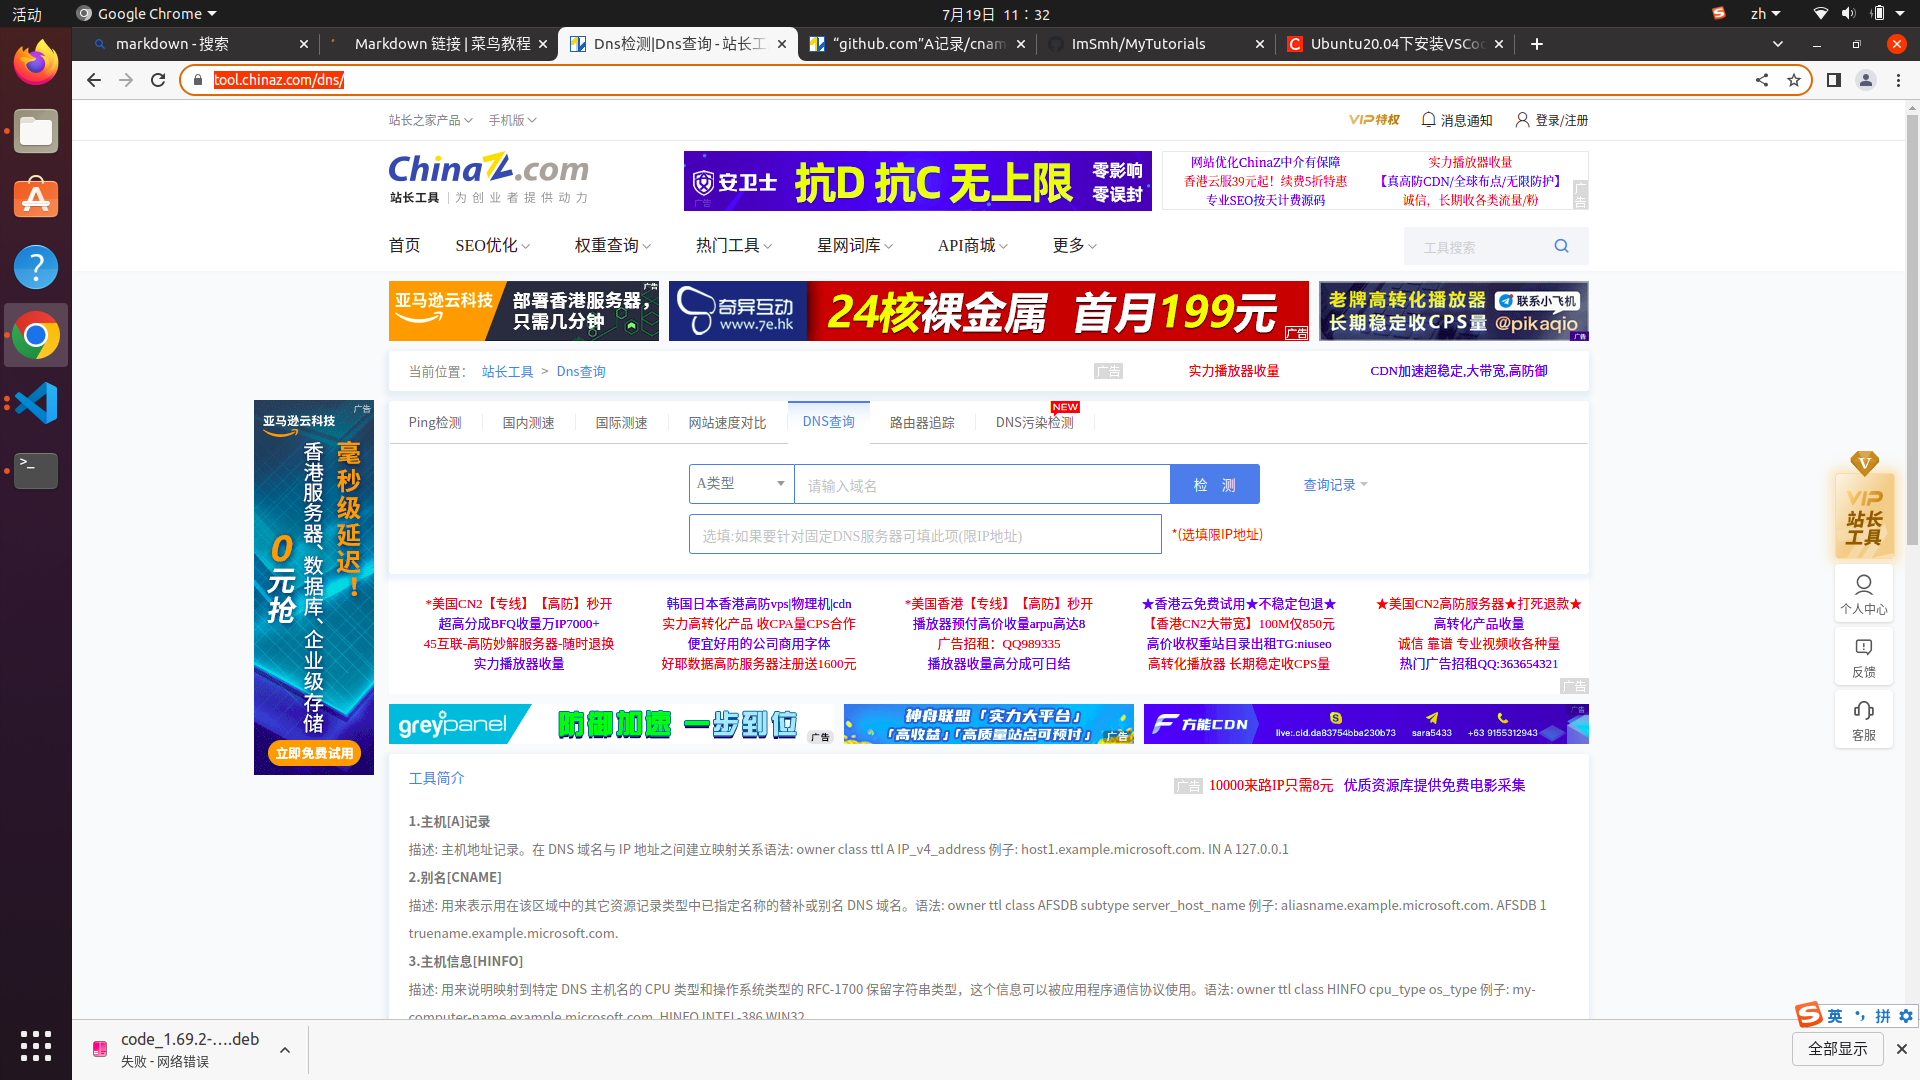 活动
Google Chrome
7月19日 11：32
zh
markdown - 搜索
Markdown 链接 | 菜鸟教程
Dns检测|Dns查询 - 站长工
“github.com”A记录/cnam
ImSmh/MyTutorials
Ubuntu20.04下安装VSCo
tool.chinaz.com/dns/
站长之家产品
手机版
VIP特权
消息通知
登录/注册
ChinaZ.com
站长工具 | 为创业者提供动力
安卫士 抗D 抗C 无上限 零影响
零误封
广告
网站优化ChinaZ中介有保障
实力播放器收量
香港云服39元起！续费5折特惠
【真高防CDN/全球布点/无限防护】
专业SEO按天计费源码
诚信，长期收各类流量/粉
广告
首页
SEO优化
权重查询
热门工具
星网词库
API商城
更多
工具搜索
亚马逊云科技
部署香港服务器，
只需几分钟
广告
奇异互动
www.7e.hk
24核裸金属 首月199元
广告
老牌高转化播放器
联系小飞机
长期稳定收CPS量
@pikaqio
广告
当前位置： 站长工具 > Dns查询
广告
实力播放器收量
CDN加速超稳定,大带宽,高防御
Ping检测
国内测速
国际测速
网站速度对比
DNS查询
路由器追踪
DNS污染检测
NEW
A类型
请输入域名
检 测
查询记录
选填:如果要针对固定DNS服务器可填此项(限IP地址)
*(选填限IP地址)
广告
亚马逊云科技
毫秒级延迟！
香港服务器、数据库、企业级存储
0元抢
立即免费试用
VIP
站长
工具
个人中心
反馈
客服
*美国CN2【专线】【高防】秒开
韩国日本香港高防vps|物理机|cdn
*美国香港【专线】【高防】秒开
★香港云免费试用★不稳定包退★
★美国CN2高防服务器★打死退款★
超高分成BFQ收量万IP7000+
实力高转化产品 收CPA量CPS合作
播放器预付高价收量arpu高达8
【香港CN2大带宽】100M仅850元
高转化产品收量
45互联-高防妙解服务器-随时退换
便宜好用的公司商用字体
广告招租：QQ989335
高价收权重站目录出租TG:niuseo
诚信 靠谱 专业视频收各种量
实力播放器收量
好耶数据高防服务器注册送1600元
播放器收量高分成可日结
高转化播放器 长期稳定收CPS量
热门广告招租QQ:363654321
广告
greypanel 防御加速 一步到位
广告
神舟联盟「实力大平台」
「高收益」「高质量站点可预付」
广告
方能CDN
live:.cid.da83754bba230b73
sara5433
+63 9155312943
广告
工具简介
广告
10000来路IP只需8元
优质资源库提供免费电影采集
1.主机[A]记录
描述: 主机地址记录。在 DNS 域名与 IP 地址之间建立映射关系语法: owner class ttl A IP_v4_address 例子: host1.example.microsoft.com. IN A 127.0.0.1
2.别名[CNAME]
描述: 用来表示用在该区域中的其它资源记录类型中已指定名称的替补或别名 DNS 域名。语法: owner ttl class AFSDB subtype server_host_name 例子: aliasname.example.microsoft.com. AFSDB 1
truename.example.microsoft.com.
3.主机信息[HINFO]
描述: 用来说明映射到特定 DNS 主机名的 CPU 类型和操作系统类型的 RFC-1700 保留字符串类型，这个信息可以被应用程序通信协议使用。语法: owner ttl class HINFO cpu_type os_type 例子: my-
computer-name.example.microsoft.com. HINFO INTEL-386 WIN32
英
拼
code_1.69.2-....deb
失败 - 网络错误
全部显示